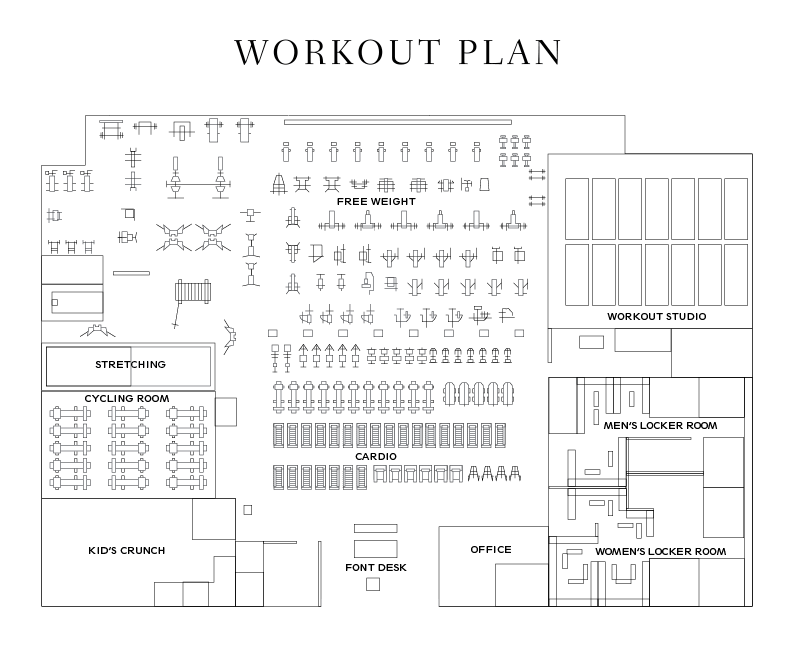 WORKOUT PLAN
FREE WEIGHT
WORKOUT STUDIO
STRETCHING
CYCLING ROOM
MEN'S LOCKER ROOM
CARDIO
KID'S CRUNCH
OFFICE
WOMEN'S LOCKER ROOM
FONT DESK